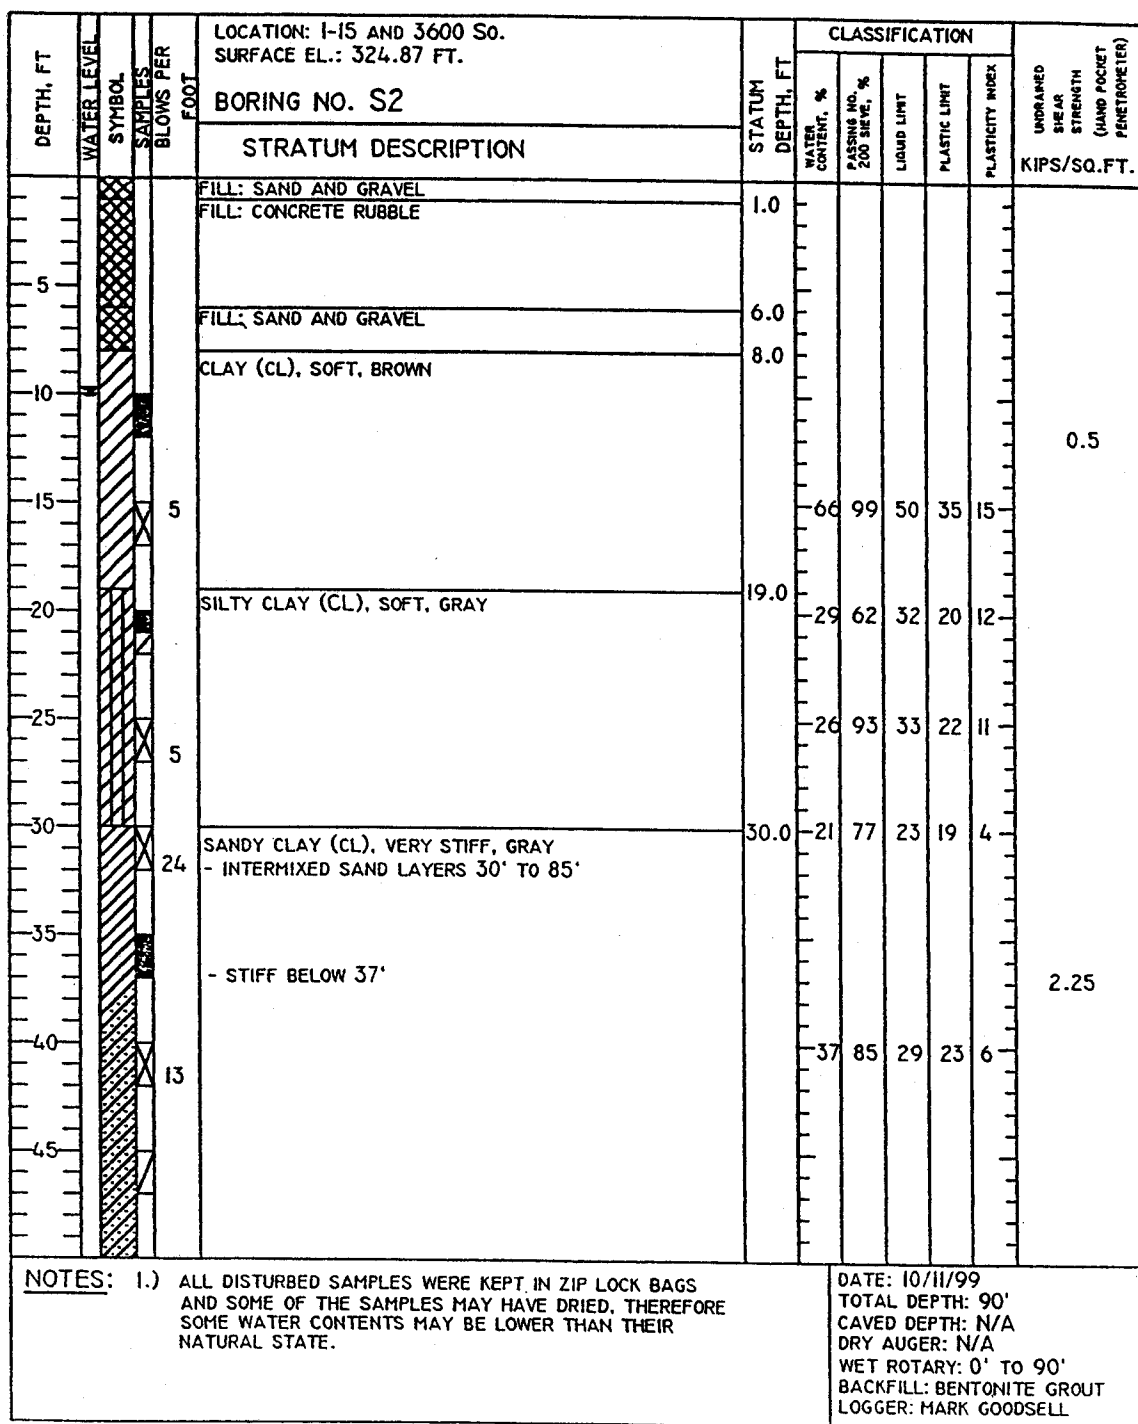 DEPTH, FT
WATER LEVEL
SYMBOL
SAMPLES
BLOWS PER
FOOT
LOCATION: I-15 AND 3600 So.
SURFACE EL.: 324.87 FT.
BORING NO. S2
STRATUM DESCRIPTION
STATUM
DEPTH, FT
CLASSIFICATION
WATER
CONTENT, %
PASSING NO.
200 SIEVE, %
LIQUID LIMIT
PLASTIC LIMIT
PLASTICITY INDEX
UNDRAINED
SHEAR
STRENGTH
(HAND POCKET
PENETROMETER)
KIPS/SQ.FT.
FILL: SAND AND GRAVEL
FILL: CONCRETE RUBBLE 1.0
5
FILL: SAND AND GRAVEL 6.0
8.0
CLAY (CL), SOFT, BROWN
10
0.5
15 5 66 99 50 35 15
SILTY CLAY (CL), SOFT, GRAY 19.0
20 29 62 32 20 12
25 26 93 33 22 11
5
30 30.0 21 77 23 19 4
SANDY CLAY (CL), VERY STIFF, GRAY
24 - INTERMIXED SAND LAYERS 30' TO 85'
35
- STIFF BELOW 37' 2.25
40 37 85 29 23 6
13
45
NOTES: 1.) ALL DISTURBED SAMPLES WERE KEPT IN ZIP LOCK BAGS
AND SOME OF THE SAMPLES MAY HAVE DRIED, THEREFORE
SOME WATER CONTENTS MAY BE LOWER THAN THEIR
NATURAL STATE.
DATE: 10/11/99
TOTAL DEPTH: 90'
CAVED DEPTH: N/A
DRY AUGER: N/A
WET ROTARY: 0' TO 90'
BACKFILL: BENTONITE GROUT
LOGGER: MARK GOODSELL